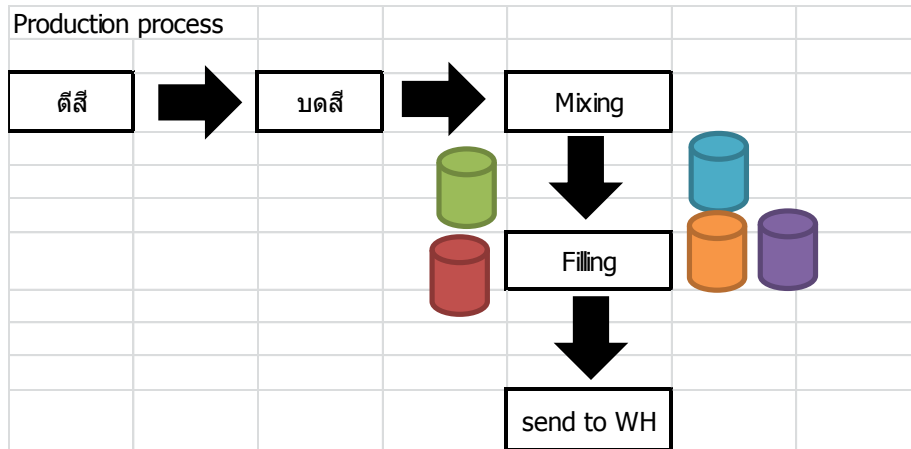 Production process
ตีสี
บดสี
Mixing
Filling
send to WH